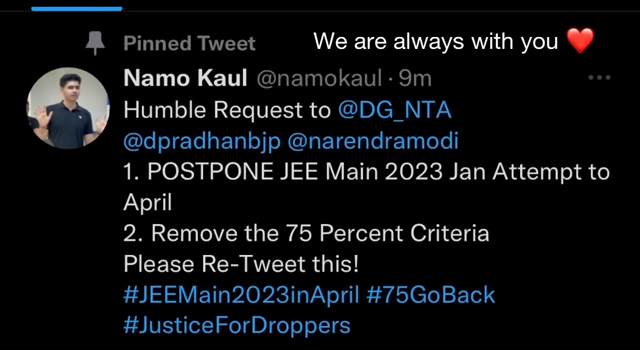 Pinned Tweet
We are always with you ❤️
Namo Kaul @namokaul · 9m
Humble Request to @DG_NTA
@dpradhanbjp @narendramodi
1. POSTPONE JEE Main 2023 Jan Attempt to
April
2. Remove the 75 Percent Criteria
Please Re-Tweet this!
#JEEMain2023inApril #75GoBack
#JusticeForDroppers